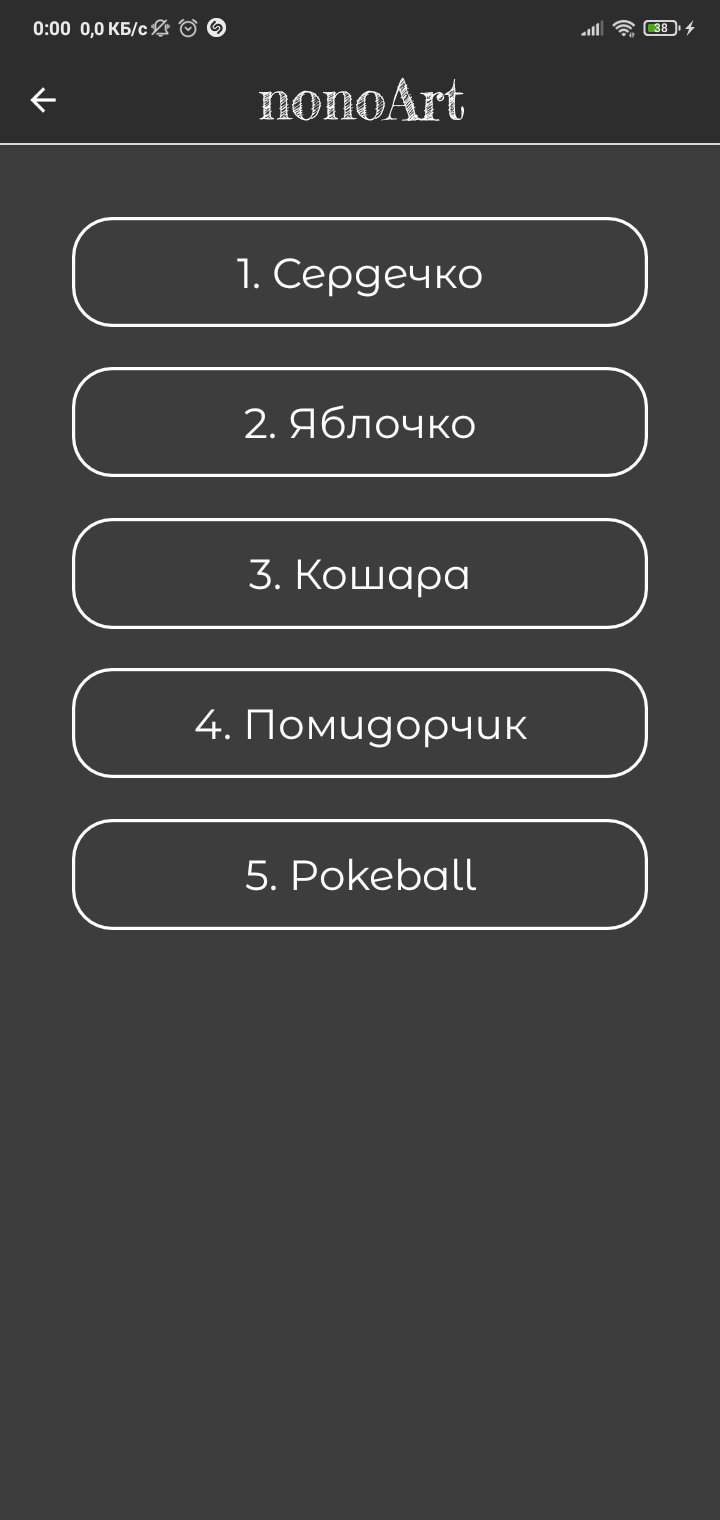 0:00 0,0 КБ/с 38
nonoArt
1. Сердечко
2. Яблочко
3. Кошара
4. Помидорчик
5. Pokeball